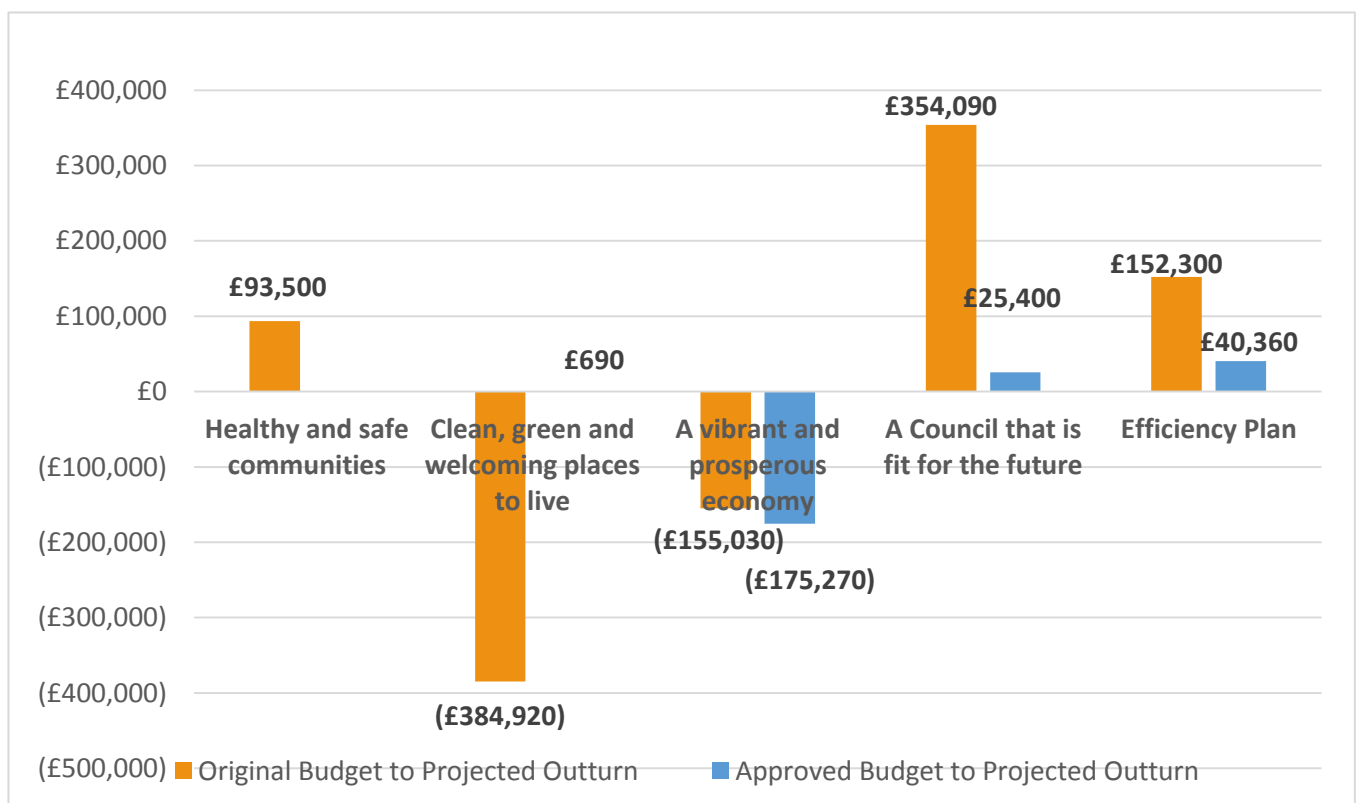 £400,000
£300,000
£200,000
£100,000
£0
(£100,000)
(£200,000)
(£300,000)
(£400,000)
(£500,000)
£93,500
(£384,920)
£690
(£155,030)
(£175,270)
£354,090
£25,400
£152,300
£40,360
Healthy and safe
communities
Clean, green and
welcoming places
to live
A vibrant and
prosperous
economy
A Council that is
fit for the future
Efficiency Plan
Original Budget to Projected Outturn
Approved Budget to Projected Outturn